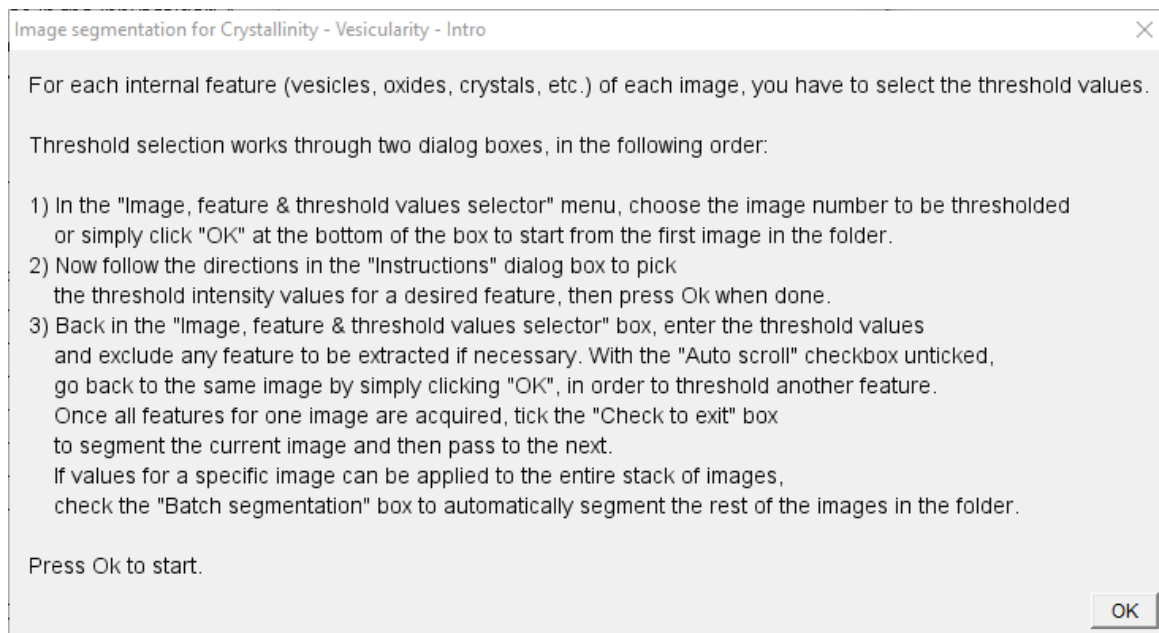 Image segmentation for Crystallinity - Vesicularity - Intro
For each internal feature (vesicles, oxides, crystals, etc.) of each image, you have to select the threshold values.
Threshold selection works through two dialog boxes, in the following order:
1) In the "Image, feature & threshold values selector" menu, choose the image number to be thresholded
or simply click "OK" at the bottom of the box to start from the first image in the folder.
2) Now follow the directions in the "Instructions" dialog box to pick
the threshold intensity values for a desired feature, then press Ok when done.
3) Back in the "Image, feature & threshold values selector" box, enter the threshold values
and exclude any feature to be extracted if necessary. With the "Auto scroll" checkbox unticked,
go back to the same image by simply clicking "OK", in order to threshold another feature.
Once all features for one image are acquired, tick the "Check to exit" box
to segment the current image and then pass to the next.
If values for a specific image can be applied to the entire stack of images,
check the "Batch segmentation" box to automatically segment the rest of the images in the folder.
Press Ok to start.
OK